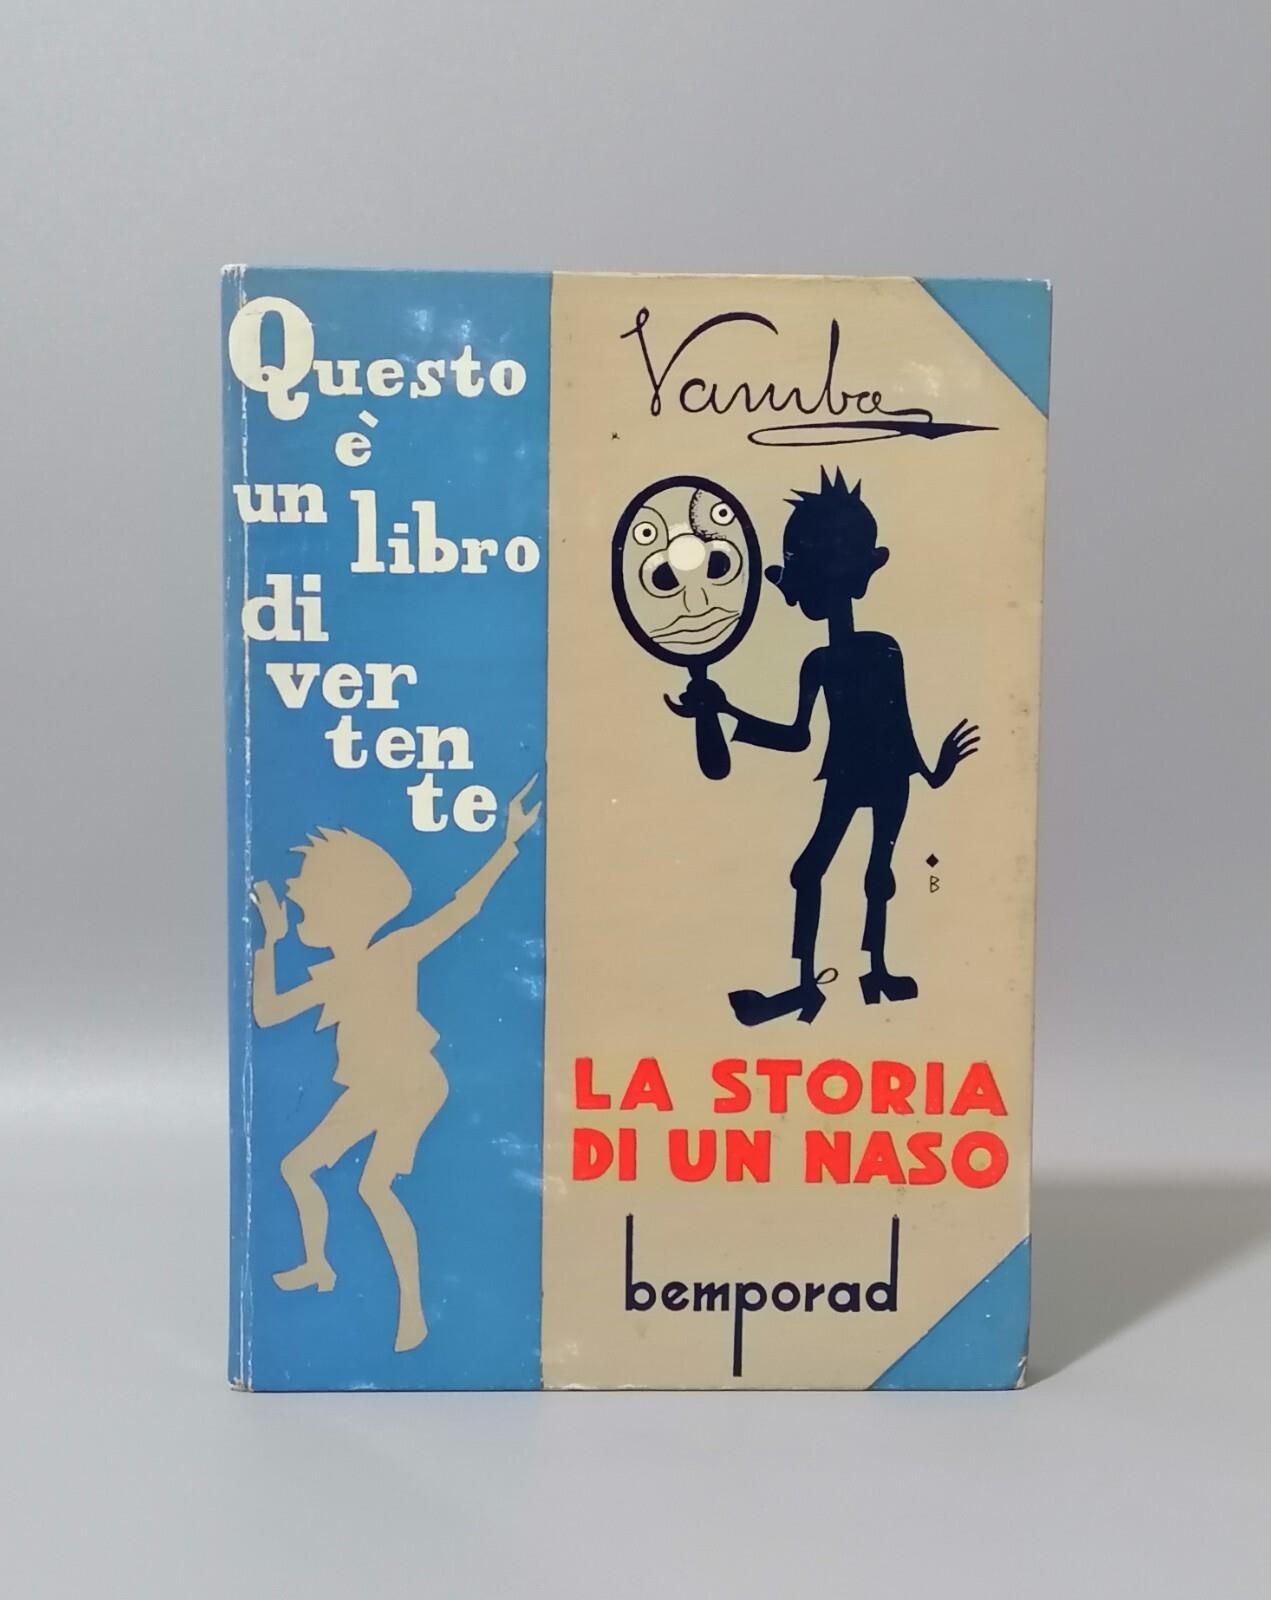 Questo
è
un
libro
di
ver
ten
te
Vamba
B
LA STORIA
DI UN NASO
bemporad